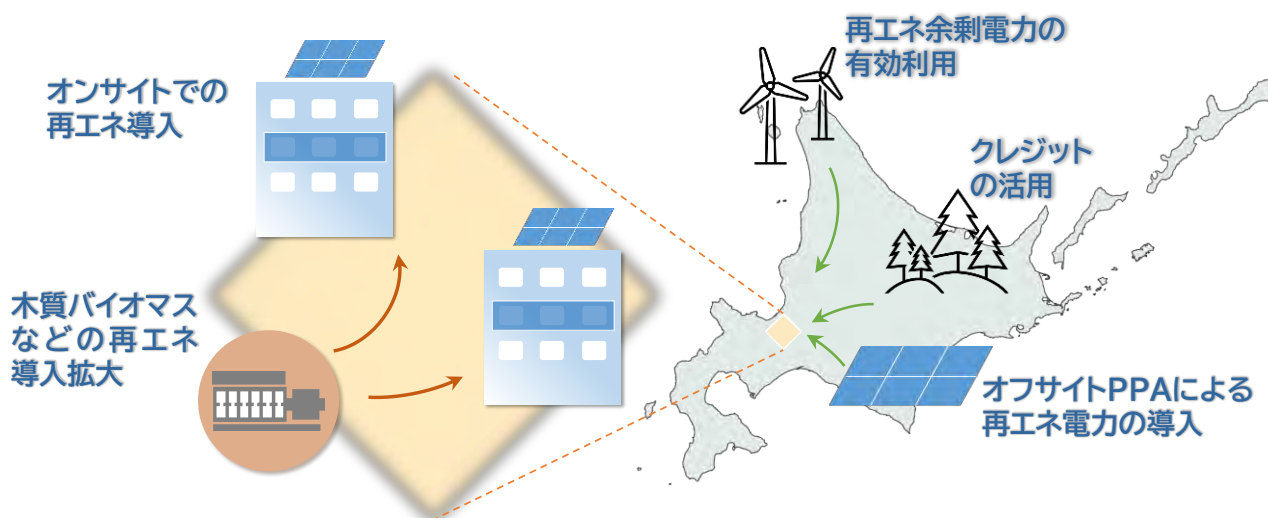 オンサイトでの
再エネ導入
木質バイオマス
などの再エネ
導入拡大
再エネ余剰電力の
有効利用
クレジット
の活用
オフサイトPPAによる
再エネ電力の導入